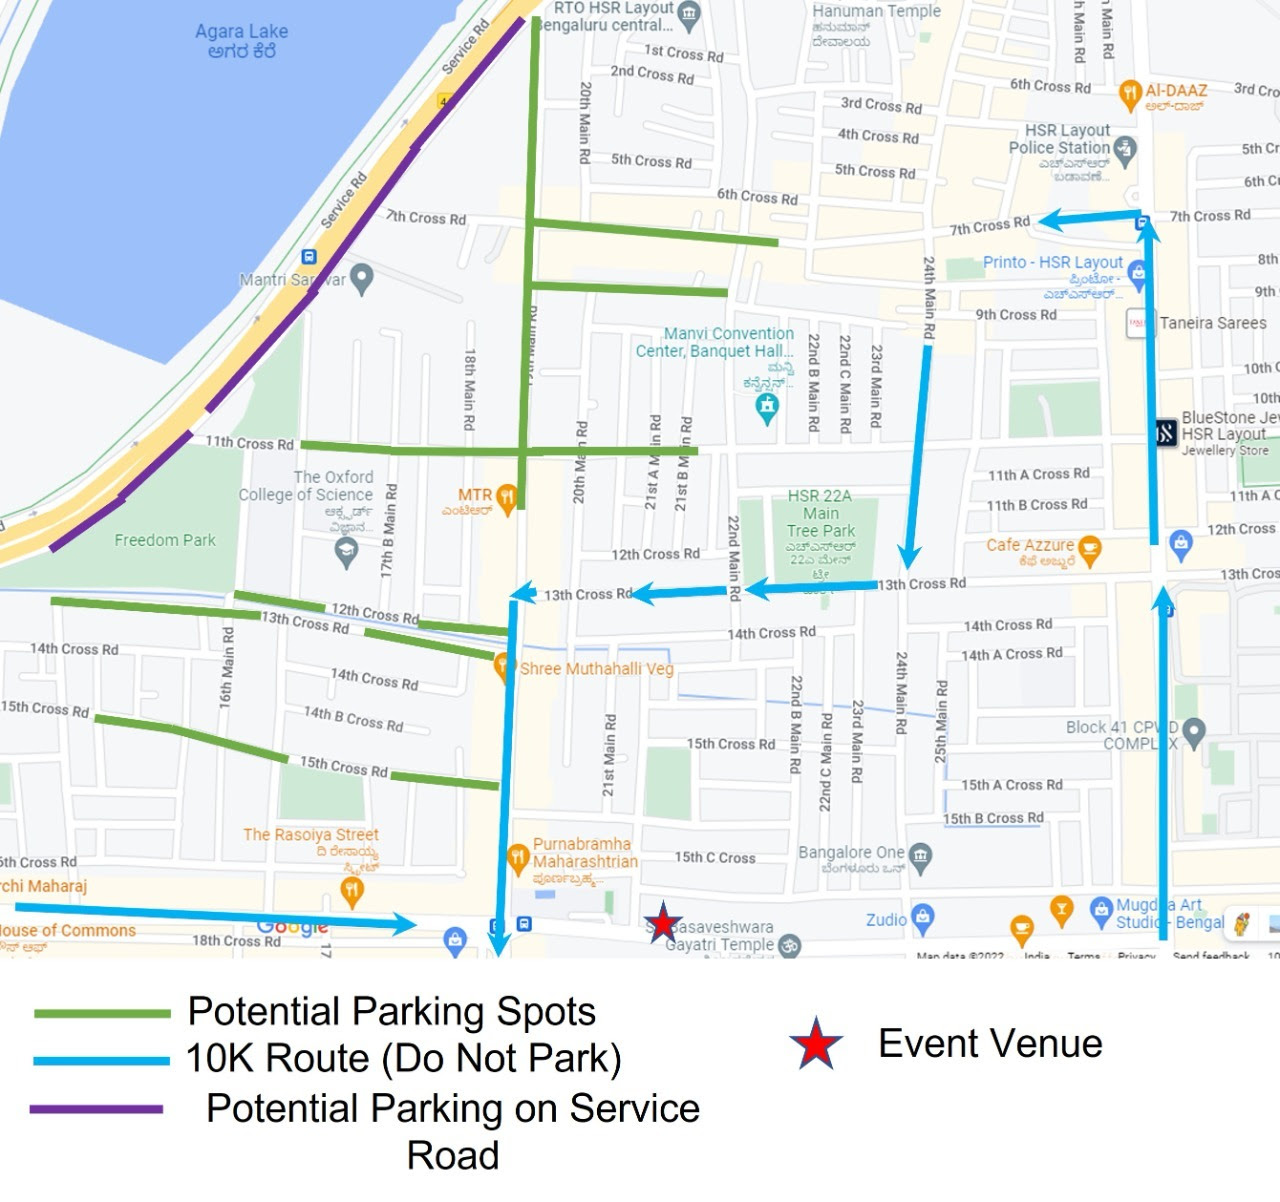 Agara Lake
ಅಗರ ಕೆರೆ
Service Rd
RTO HSR Layout
Bengaluru central...
Hanuman Temple
ಹನುಮಾನ್
ದೇವಾಲಯ
1st Cross Rd
2nd Cross Rd
20th Main Rd
3rd Cross Rd
4th Cross Rd
5th Cross Rd
5th Cross Rd
6th Cross Rd
Al-DAAZ
ಅಲ್-ದಾಜ್
HSR Layout
Police Station
ಎಚ್ಎಸ್ಆರ್
ಬಡಾವಣೆ...
6th Cross Rd
7th Cross Rd
Service Rd
7th Cross Rd
7th Cross Rd
Mantri Sarovar
24th Main Rd
Printo - HSR Layout
ಪ್ರಿಂಟೋ -
ಎಚ್ಎಸ್ಆರ್...
9th Cross Rd
Taneira Sarees
Manvi Convention
Center, Banquet Hall...
ಮನ್ವಿ
ಕನ್ವೆನ್ಷನ್...
22nd B Main Rd
22nd C Main Rd
23rd Main Rd
18th Main Rd
11th Cross Rd
The Oxford
College of Science
ಆಕ್ಸ್ಫರ್ಡ್
ವಿಜ್ಞಾನ...
17th B Main Rd
MTR
ಎಂಟಿಆರ್
20th Main Rd
21st A Main Rd
21st B Main Rd
22nd Main Rd
HSR 22A
Main
Tree Park
ಎಚ್ಎಸ್ಆರ್
22ಎ ಮೇನ್
ಟ್ರೀ
11th A Cross Rd
11th B Cross Rd
BlueStone Jew
HSR Layout
Jewellery Store
11th A C
12th Cross
Cafe Azzure
ಕೆಫೆ ಅಜ್ಜುರೆ
Freedom Park
12th Cross Rd
13th Cross Rd
13th Cross Rd
13th Cross
12th Cross Rd
13th Cross Rd
14th Cross Rd
16th Main Rd
14th Cross Rd
14th B Cross Rd
Shree Muthahalli Veg
14th Cross Rd
14th Cross Rd
14th A Cross Rd
24th Main Rd
25th Main Rd
22nd B Main Rd
22nd C Main Rd
23rd Main Rd
21st Main Rd
15th Cross Rd
15th Cross Rd
15th Cross Rd
Block 41 CPWD
COMPLEX
15th A Cross Rd
15th B Cross Rd
The Rasoiya Street
ದಿ ರೇಸಾಯ್ಯ
ಸ್ಟ್ರೀಟ್
Purnabramha
Maharashtrian
ಪೂರ್ಣಬ್ರಹ್ಮ...
15th C Cross
Bangalore One
ಬೆಂಗಳೂರು ಒನ್
6th Cross Rd
rchi Maharaj
House of Commons
Google
18th Cross Rd
17
Basaveshwara
Gayatri Temple
Zudio
Mugdha Art
Studio - Bengal
Map data ©2022
India
Terms
Privacy
Send feedback
Potential Parking Spots
10K Route (Do Not Park)
Event Venue
Potential Parking on Service
Road